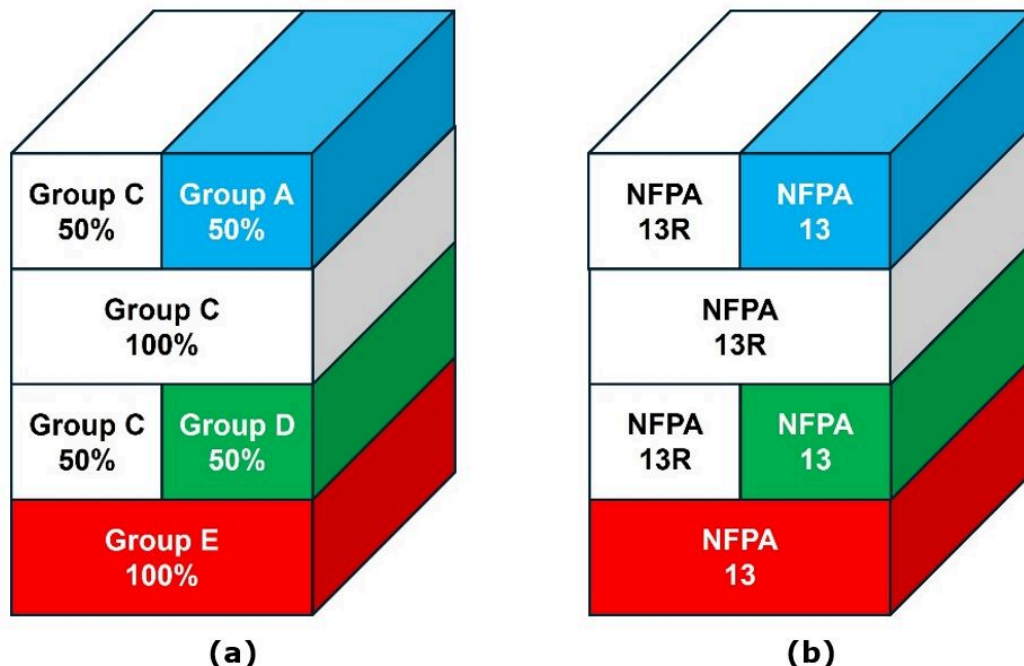 Group C
50%
Group A
50%
Group C
100%
Group C
50%
Group D
50%
Group E
100%
(a)
NFPA
13R
NFPA
13
NFPA
13R
NFPA
13R
NFPA
13
NFPA
13
(b)